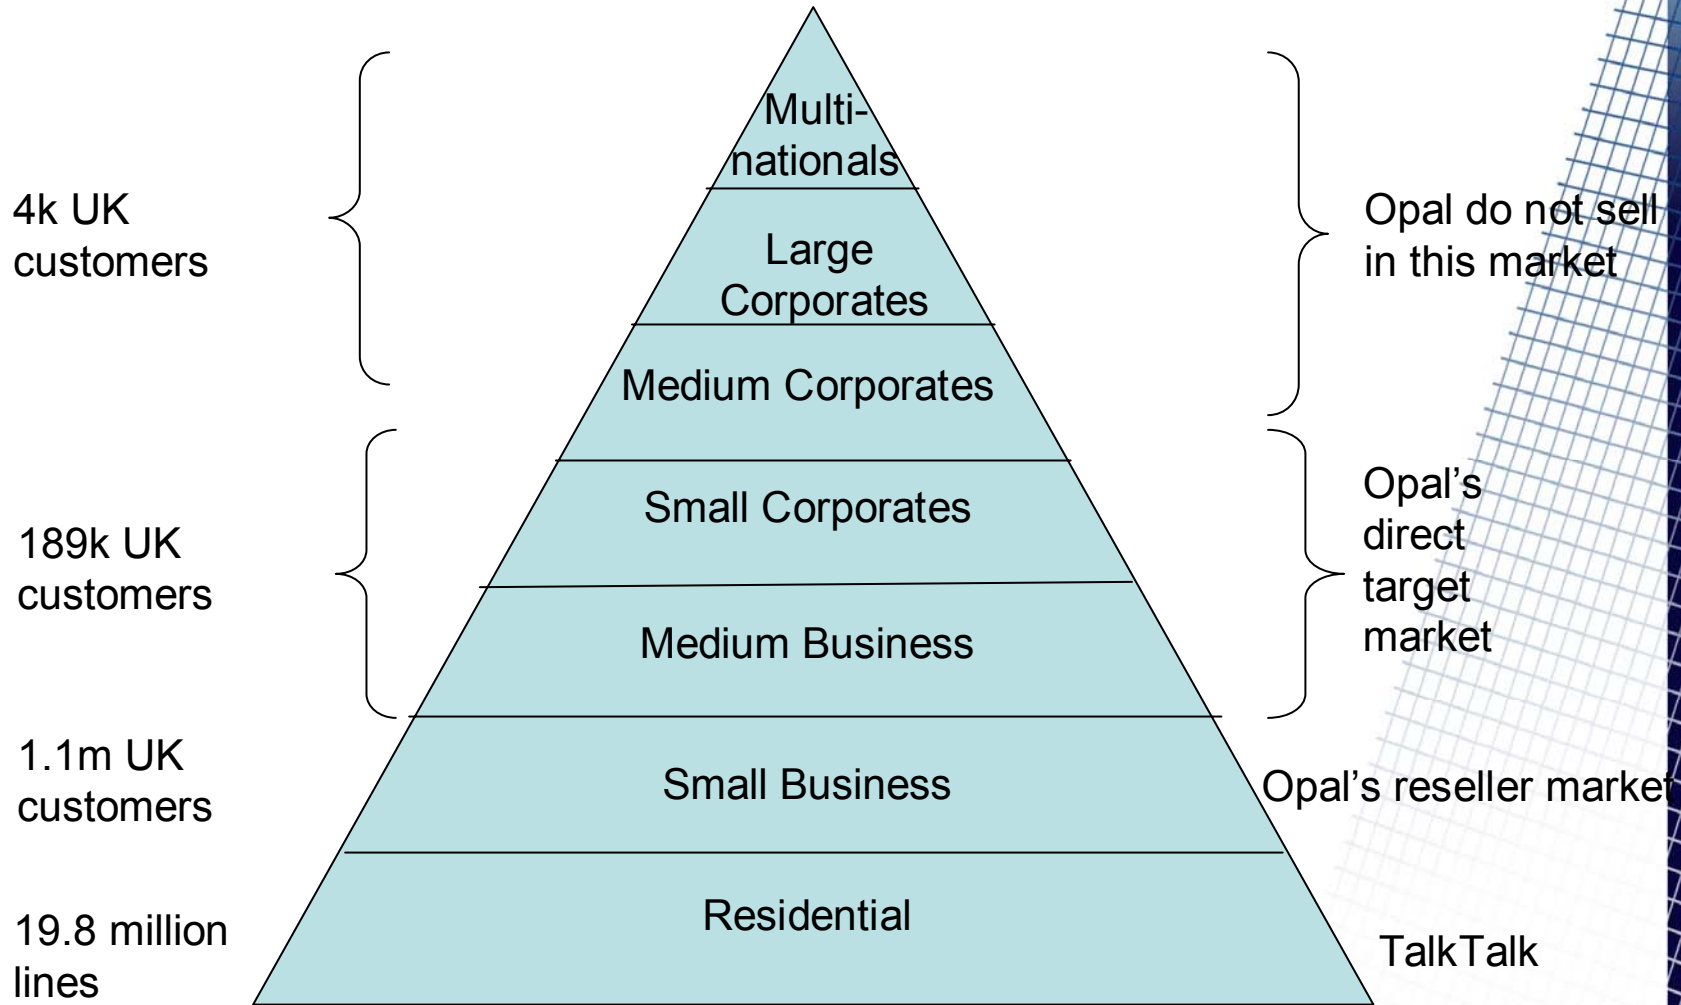 Multi-
nationals
4k UK
customers
Opal do not sell
in this market
Large
Corporates
Medium Corporates
Small Corporates
189k UK
customers
Opal’s
direct
target
market
Medium Business
1.1m UK
customers
Small Business
Opal’s reseller market
Residential
19.8 million
lines
TalkTalk